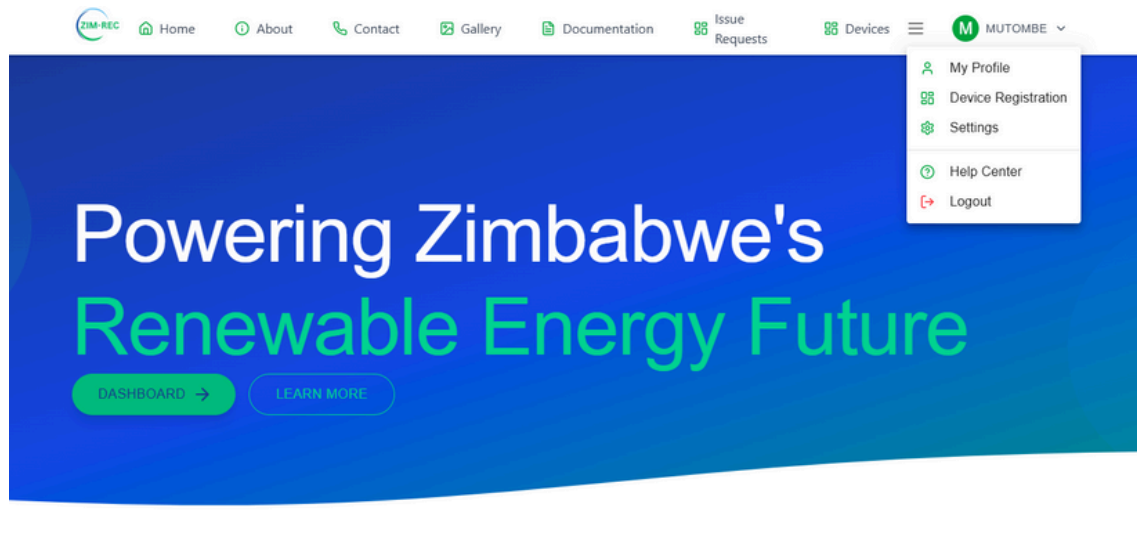 ZIM-REC
Home
About
Contact
Gallery
Documentation
Issue
Requests
Devices
M
MUTOMBE
My Profile
Device Registration
Settings
Help Center
Logout
Powering Zimbabwe's
Renewable Energy Future
DASHBOARD
LEARN MORE